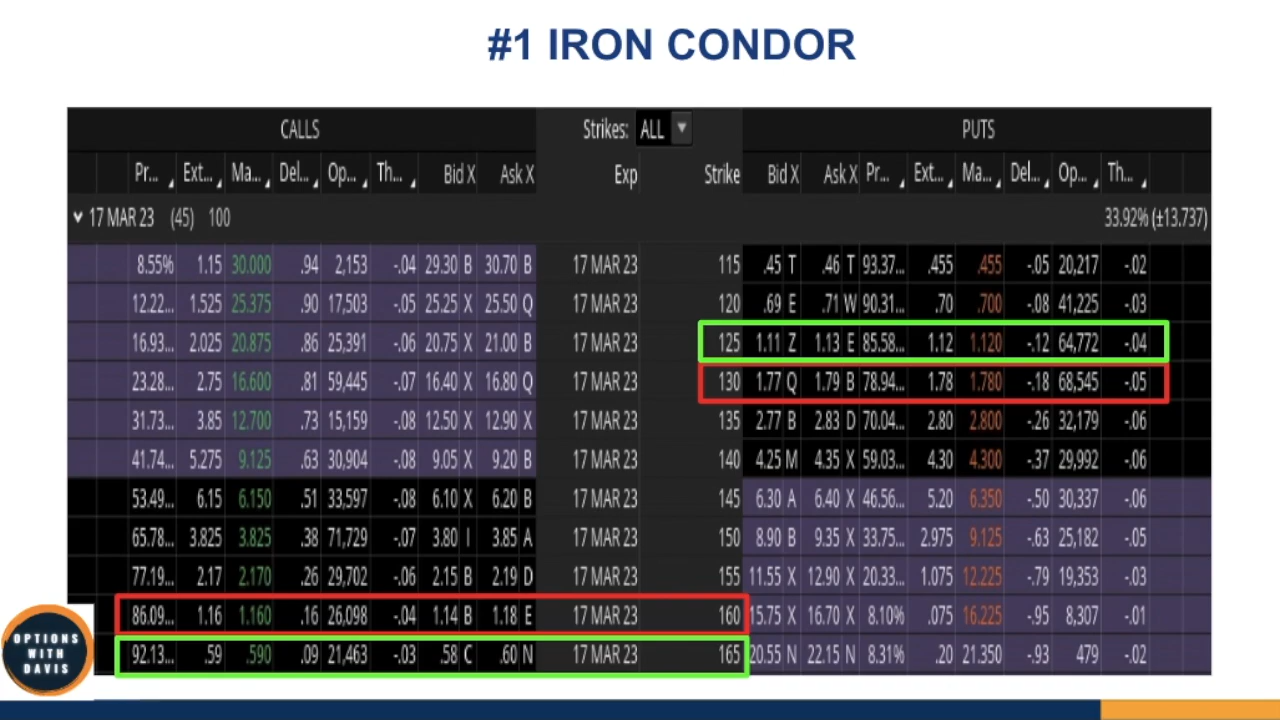 #1 IRON CONDOR
CALLS Strikes: ALL PUTS
Pr... Ext... Ma... Del... Op... Th... Bid X Ask X Exp Strike Bid X Ask X Pr... Ext... Ma... Del... Op... Th...
17 MAR 23 (45) 100 33.92% (±13.737)
8.55% 1.15 30.000 .94 2,153 -.04 29.30 B 30.70 B 17 MAR 23 115 .45 T .46 T 93.37... .455 .455 -.05 20,217 -.02
12.22... 1.525 25.375 .90 17,503 -.05 25.25 X 25.50 Q 17 MAR 23 120 .69 E .71 W 90.31... .70 .700 -.08 41,225 -.03
16.93... 2.025 20.875 .86 25,391 -.06 20.75 X 21.00 B 17 MAR 23 125 1.11 Z 1.13 E 85.58... 1.12 1.120 -.12 64,772 -.04
23.28... 2.75 16.600 .81 59,445 -.07 16.40 X 16.80 Q 17 MAR 23 130 1.77 Q 1.79 B 78.94... 1.78 1.780 -.18 68,545 -.05
31.73... 3.85 12.700 .73 15,159 -.08 12.50 X 12.90 X 17 MAR 23 135 2.77 B 2.83 D 70.04... 2.80 2.800 -.26 32,179 -.06
41.74... 5.275 9.125 .63 30,904 -.08 9.05 X 9.20 B 17 MAR 23 140 4.25 M 4.35 X 59.03... 4.30 4.300 -.37 29,992 -.06
53.49... 6.15 6.150 .51 33,597 -.08 6.10 X 6.20 B 17 MAR 23 145 6.30 A 6.40 X 46.56... 5.20 6.350 -.50 30,337 -.06
65.78... 3.825 3.825 .38 71,729 -.07 3.80 I 3.85 A 17 MAR 23 150 8.90 B 9.35 X 33.75... 2.975 9.125 -.63 25,182 -.05
77.19... 2.17 2.170 .26 29,702 -.06 2.15 B 2.19 D 17 MAR 23 155 11.55 X 12.90 X 20.33... 1.075 12.225 -.79 19,353 -.03
86.09... 1.16 1.160 .16 26,098 -.04 1.14 B 1.18 E 17 MAR 23 160 15.75 X 16.70 X 8.10% .075 16.225 -.95 8,307 -.01
92.13... .59 .590 .09 21,463 -.03 .58 C .60 N 17 MAR 23 165 20.55 N 22.15 N 8.31% .20 21.350 -.93 479 -.02
OPTIONS
WITH
DAVIS